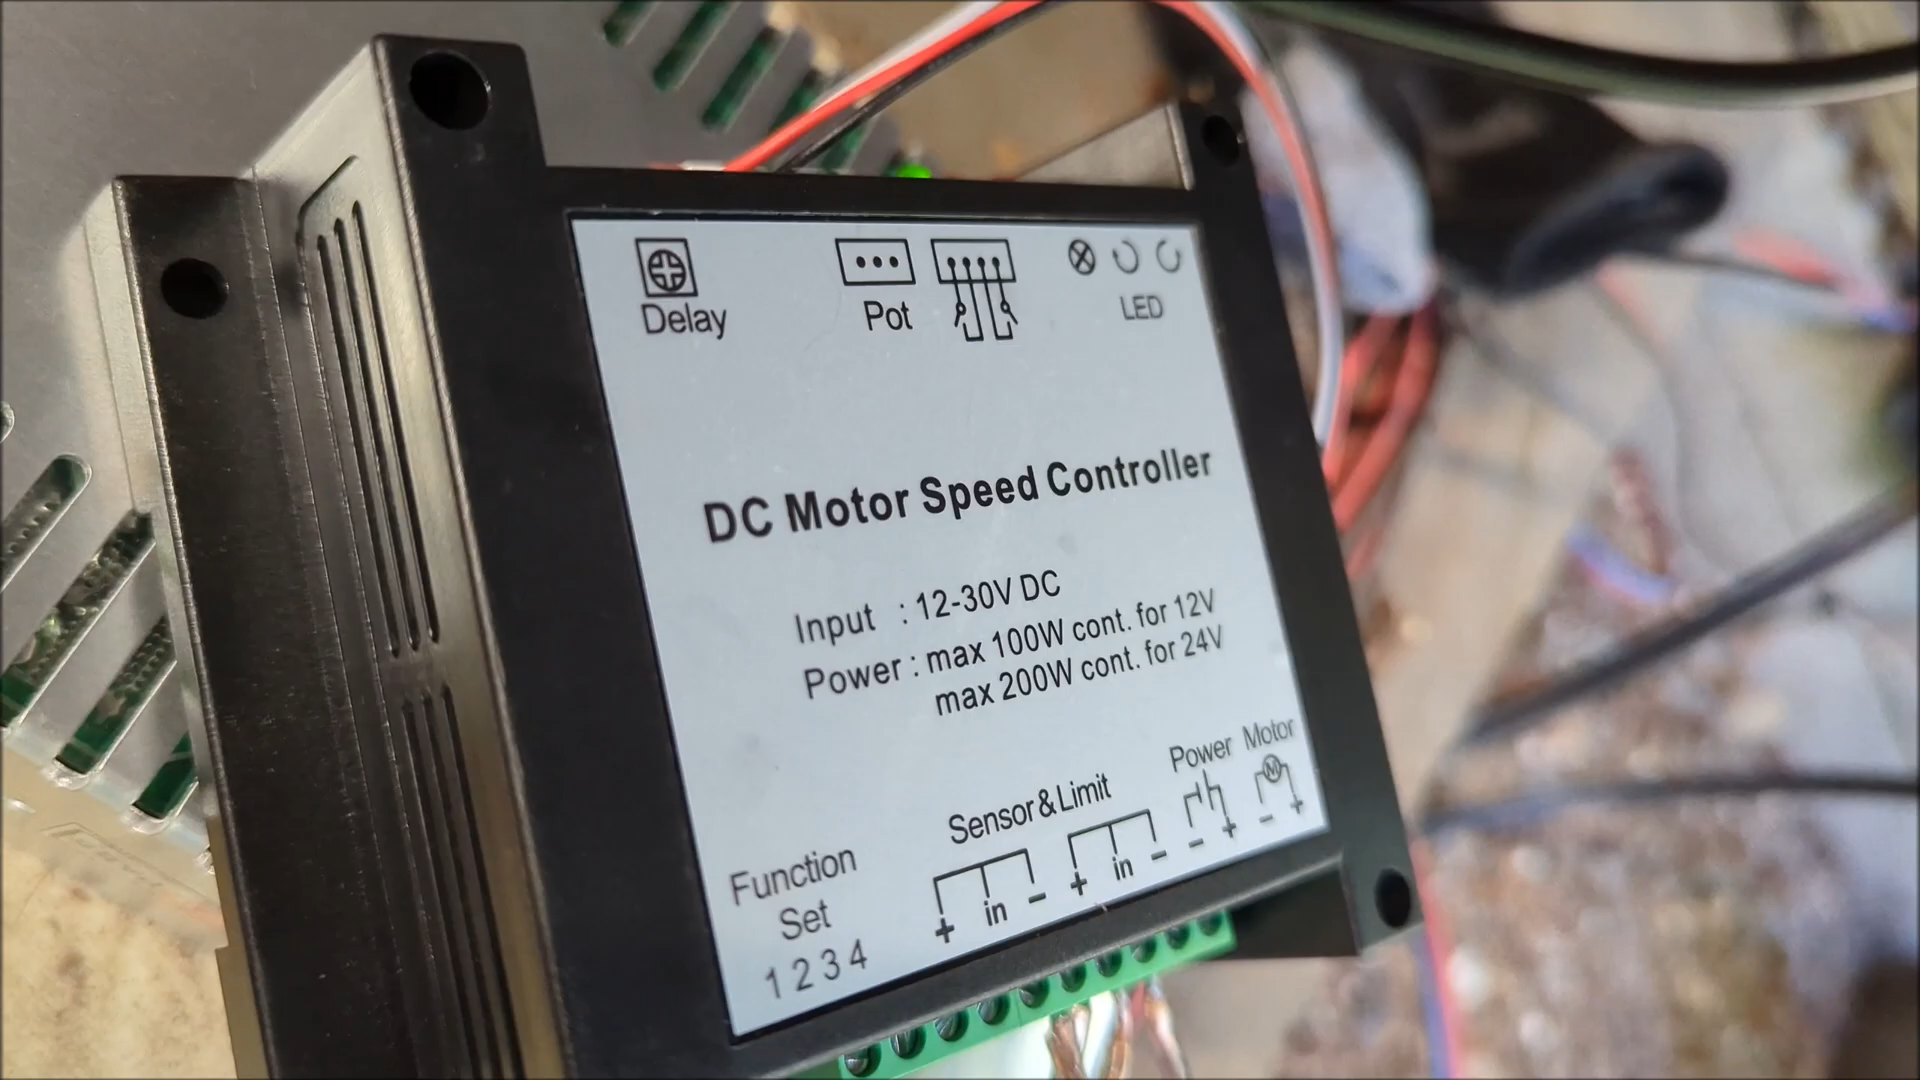 Delay
Pot
LED
DC Motor Speed Controller
Input : 12-30V DC
Power : max 100W cont. for 12V
max 200W cont. for 24V
Power Motor
M
Sensor & Limit
- + - +
+ in - + in -
Function
Set
1 2 3 4